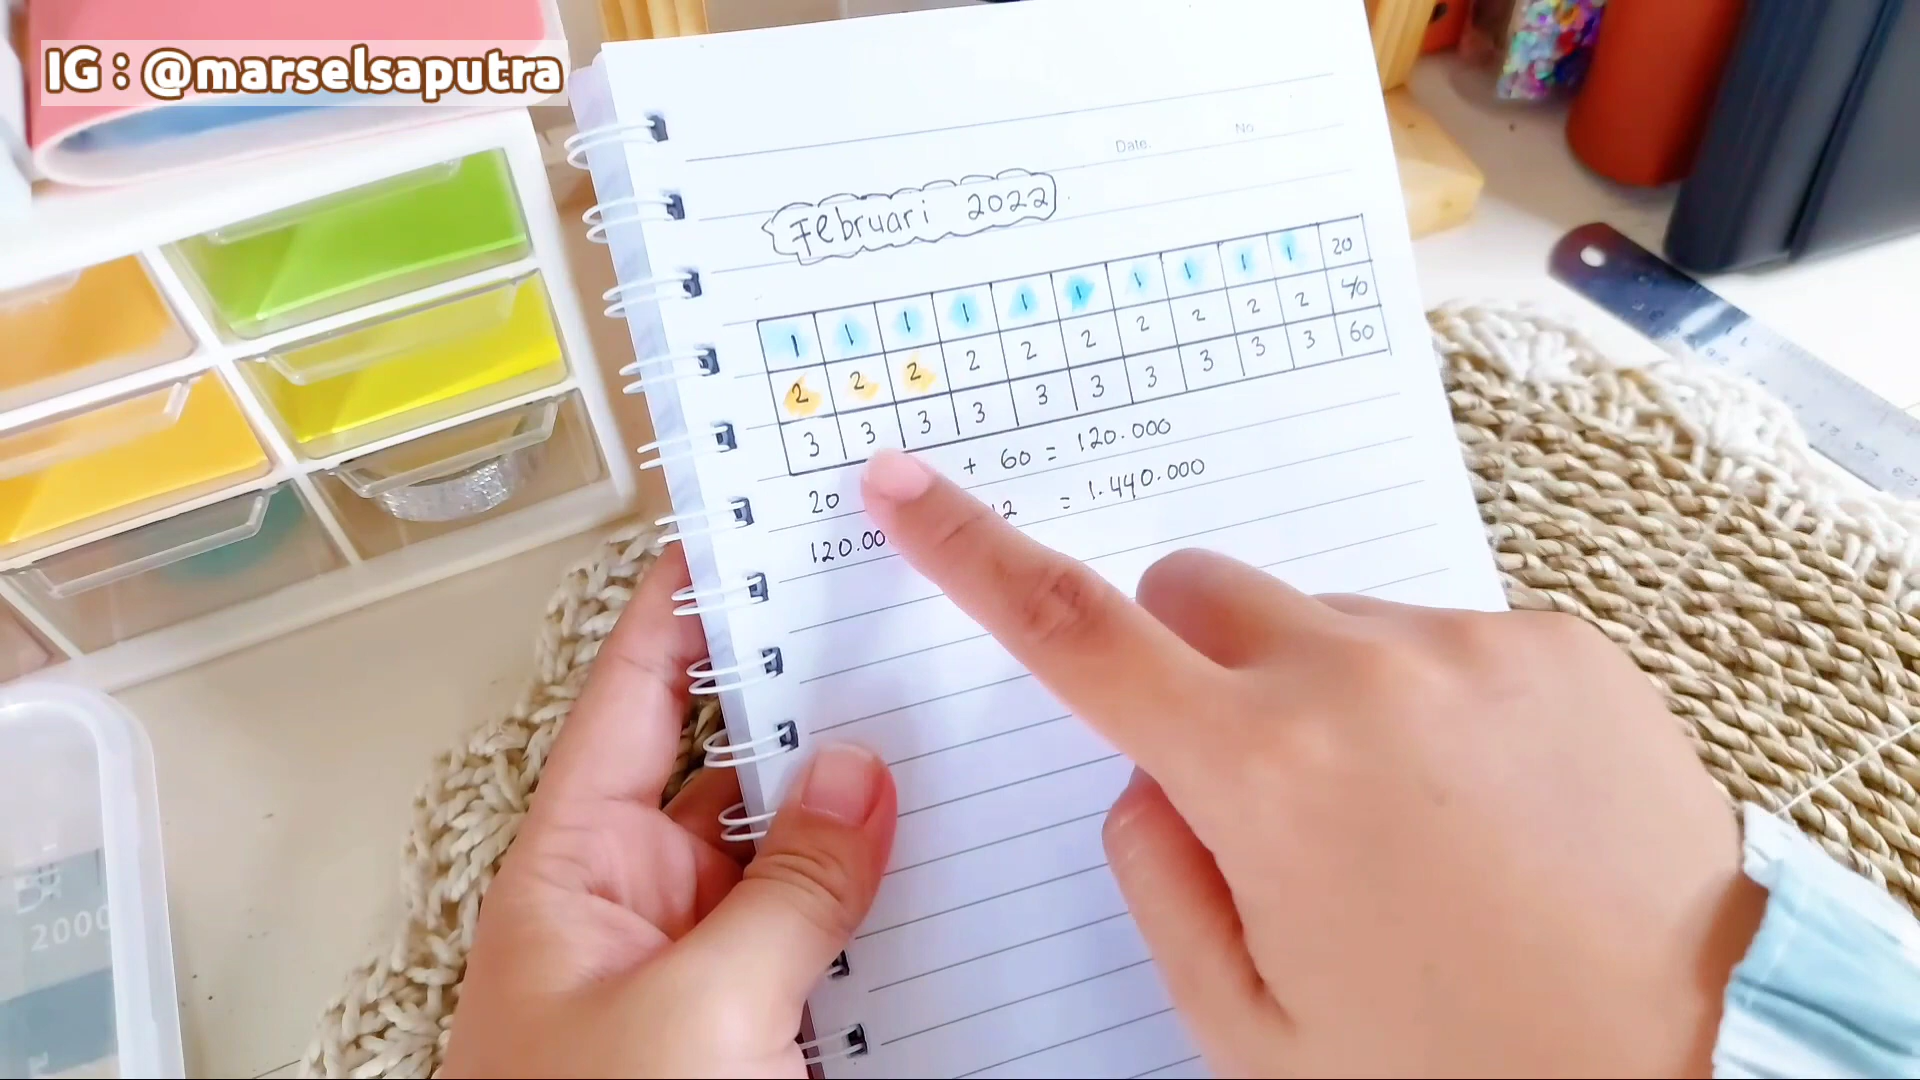 IG : @marselsaputra
Date. No
Februari 2022
1 1 1 1 1 1 1 1 1 1 20
2 2 2 2 2 2 2 2 2 2 40
3 3 3 3 3 3 3 3 3 3 60
20 + 60 = 120.000
120.00 12 = 1.440.000
2000